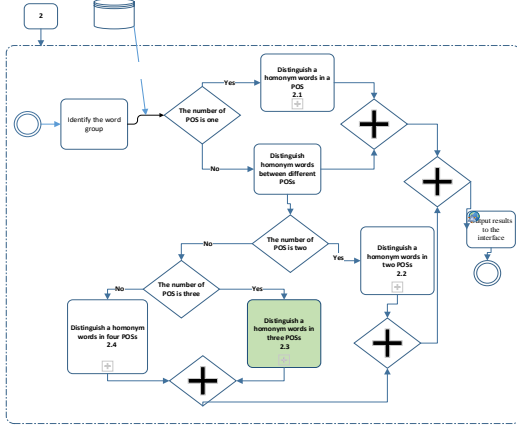 2
Yes
Distinguish a
homonym words in a
POS
2.1
The number of
POS is one
Identify the word
group
No
Distinguish
homonym words
between different
POSs
The number of
POS is two
No
Yes
Distinguish a
homonym words in
two POSs
2.2
results
to the
interface
The number of
POS is three
No
Yes
Distinguish a homonym
words in four POSs
2.4
Distinguish a
homonym words in
three POSs
2.3